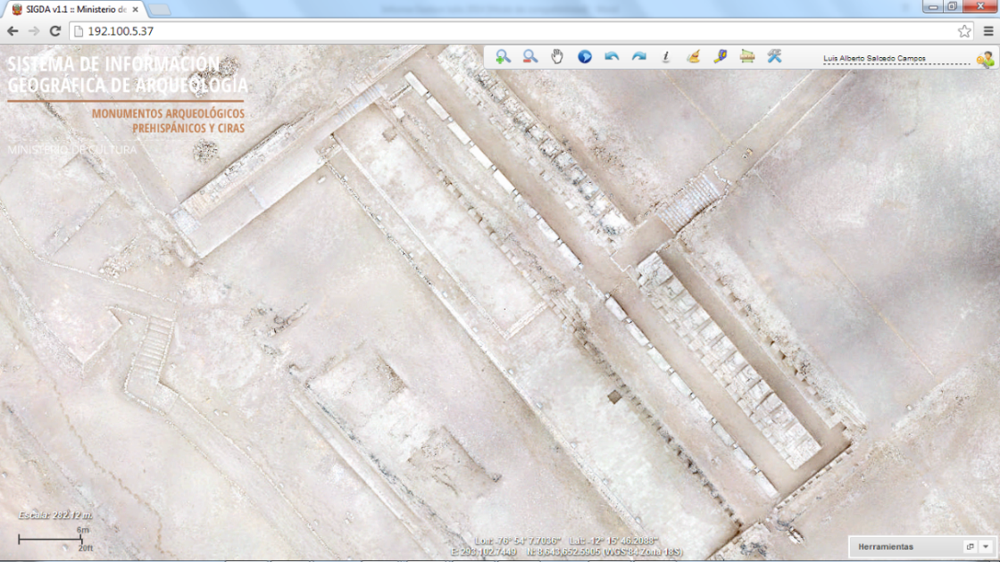 SIGDA v1.1 :: Ministerio de
192.100.5.37
SISTEMA DE INFORMACIÓN
GEOGRÁFICA DE ARQUEOLOGÍA
MONUMENTOS ARQUEOLÓGICOS
PREHISPÁNICOS Y CIRAS
MINISTERIO DE CULTURA
Luis Alberto Salcedo Campos
Escala: 282.12 m.
6m
20ft
Lon: -76° 54' 7.7036" Lat: -12° 15' 46.2088"
E: 293,102.7449 N: 8,643,652.5905 (WGS'84 Zona 18S)
Herramientas